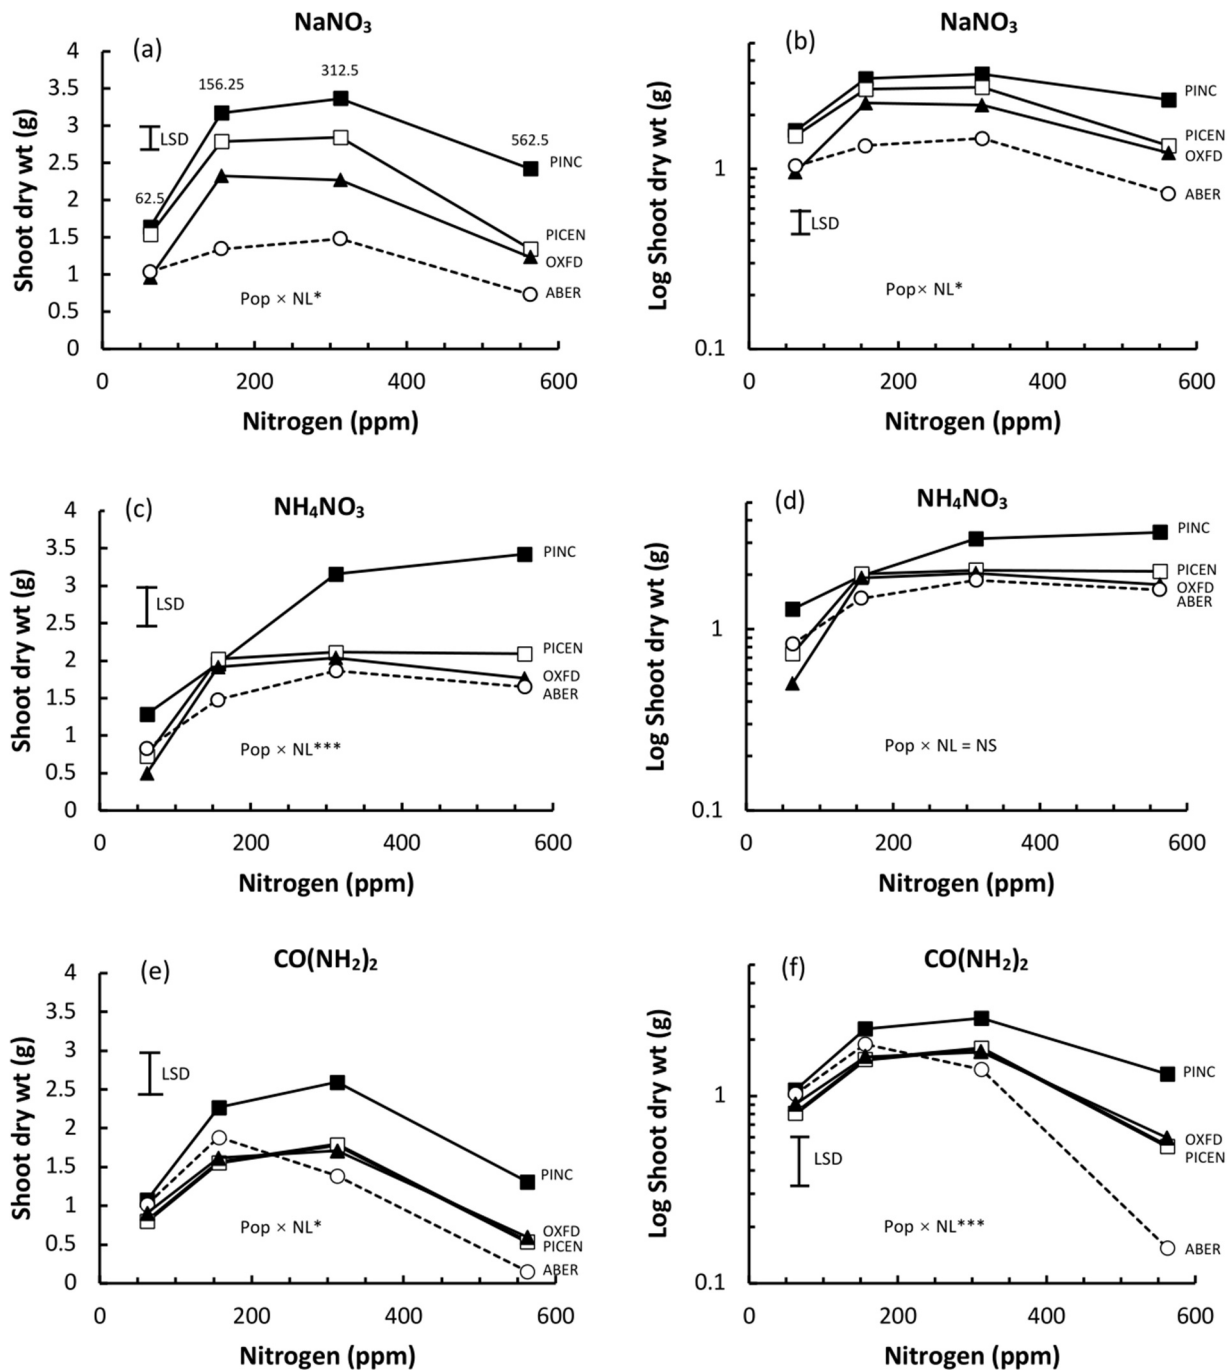 NaNO₃
(a)
4
3.5
3
2.5
2
1.5
1
0.5
0
Shoot dry wt (g)
62.5
156.25
312.5
562.5
LSD
PINC
PICEN
OXFD
ABER
Pop × NL*
0 200 400 600
Nitrogen (ppm)
NaNO₃
(b)
1
0.1
Log Shoot dry wt (g)
LSD
PINC
PICEN
OXFD
ABER
Pop× NL*
0 200 400 600
Nitrogen (ppm)
NH₄NO₃
(c)
4
3.5
3
2.5
2
1.5
1
0.5
0
Shoot dry wt (g)
LSD
PINC
PICEN
OXFD
ABER
Pop × NL***
0 200 400 600
Nitrogen (ppm)
NH₄NO₃
(d)
1
0.1
Log Shoot dry wt (g)
PINC
PICEN
OXFD
ABER
Pop × NL = NS
0 200 400 600
Nitrogen (ppm)
CO(NH₂)₂
(e)
4
3.5
3
2.5
2
1.5
1
0.5
0
Shoot dry wt (g)
LSD
PINC
OXFD
PICEN
ABER
Pop × NL*
0 200 400 600
Nitrogen (ppm)
CO(NH₂)₂
(f)
1
0.1
Log Shoot dry wt (g)
LSD
PINC
OXFD
PICEN
ABER
Pop × NL***
0 200 400 600
Nitrogen (ppm)